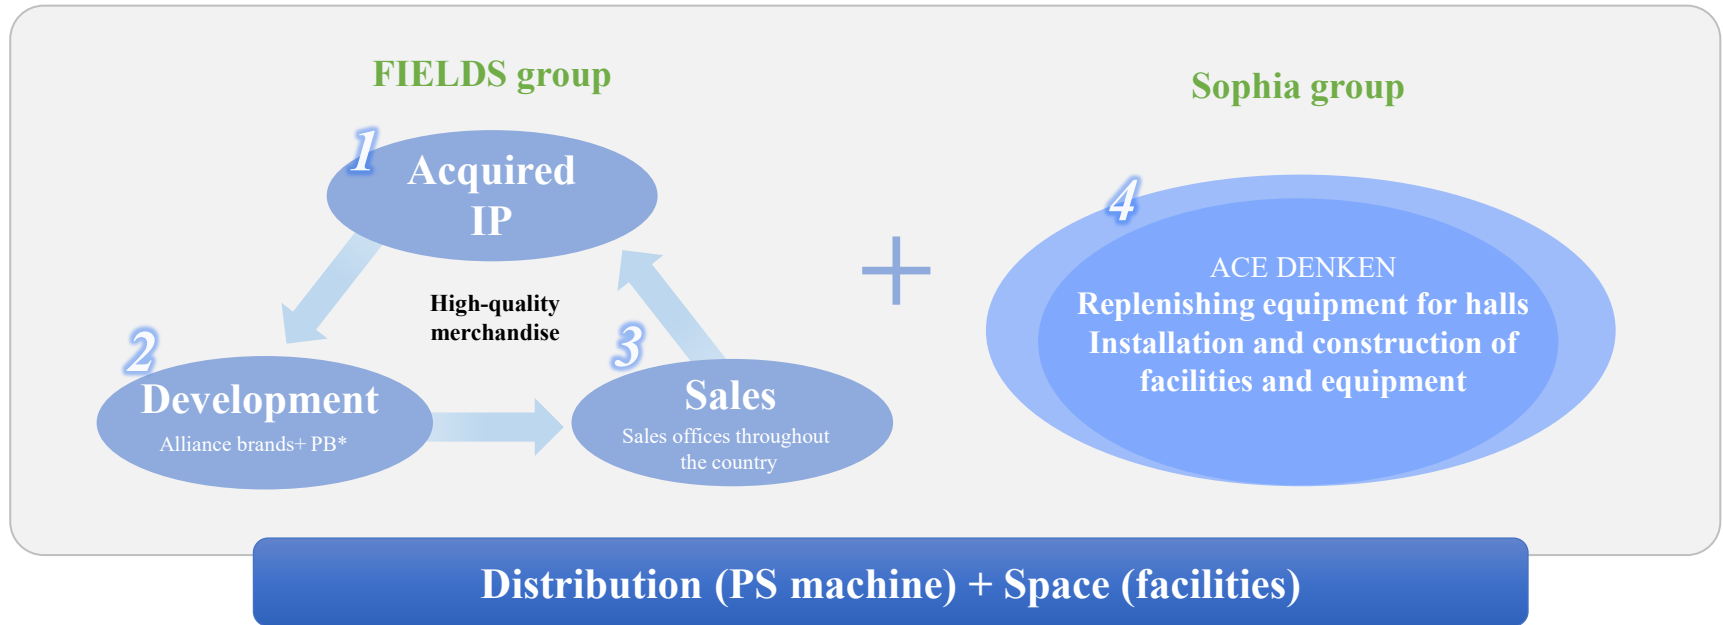 FIELDS group
1
Acquired
IP
High-quality
merchandise
2
Development
Alliance brands+ PB*
3
Sales
Sales offices throughout
the country
+
Sophia group
4
ACE DENKEN
Replenishing equipment for halls
Installation and construction of
facilities and equipment
Distribution (PS machine) + Space (facilities)